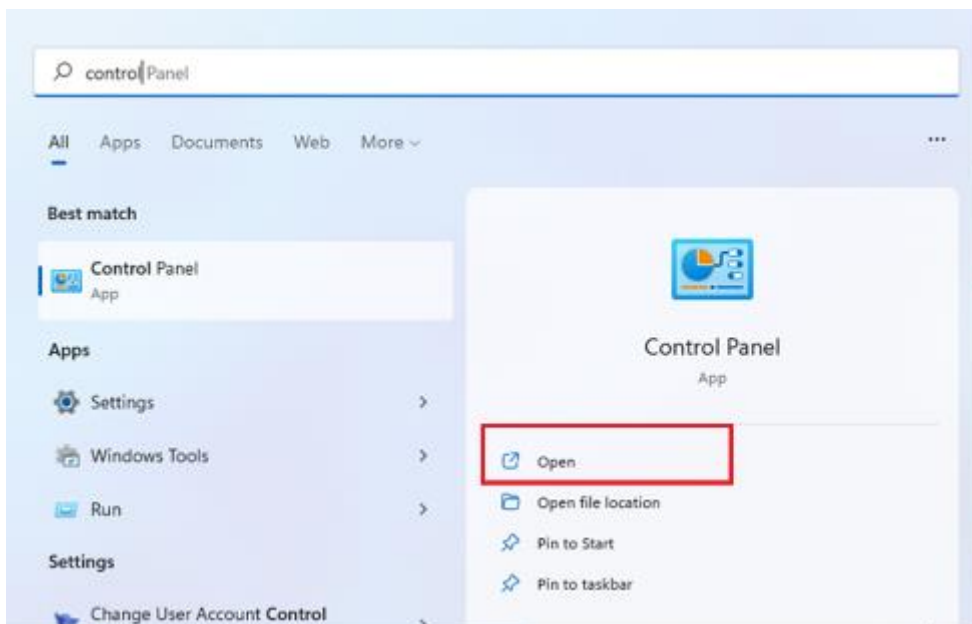 control Panel
All Apps Documents Web More
Best match
Control Panel
App
Apps
Settings
Windows Tools
Run
Settings
Change User Account Control
Control Panel
App
Open
Open file location
Pin to Start
Pin to taskbar